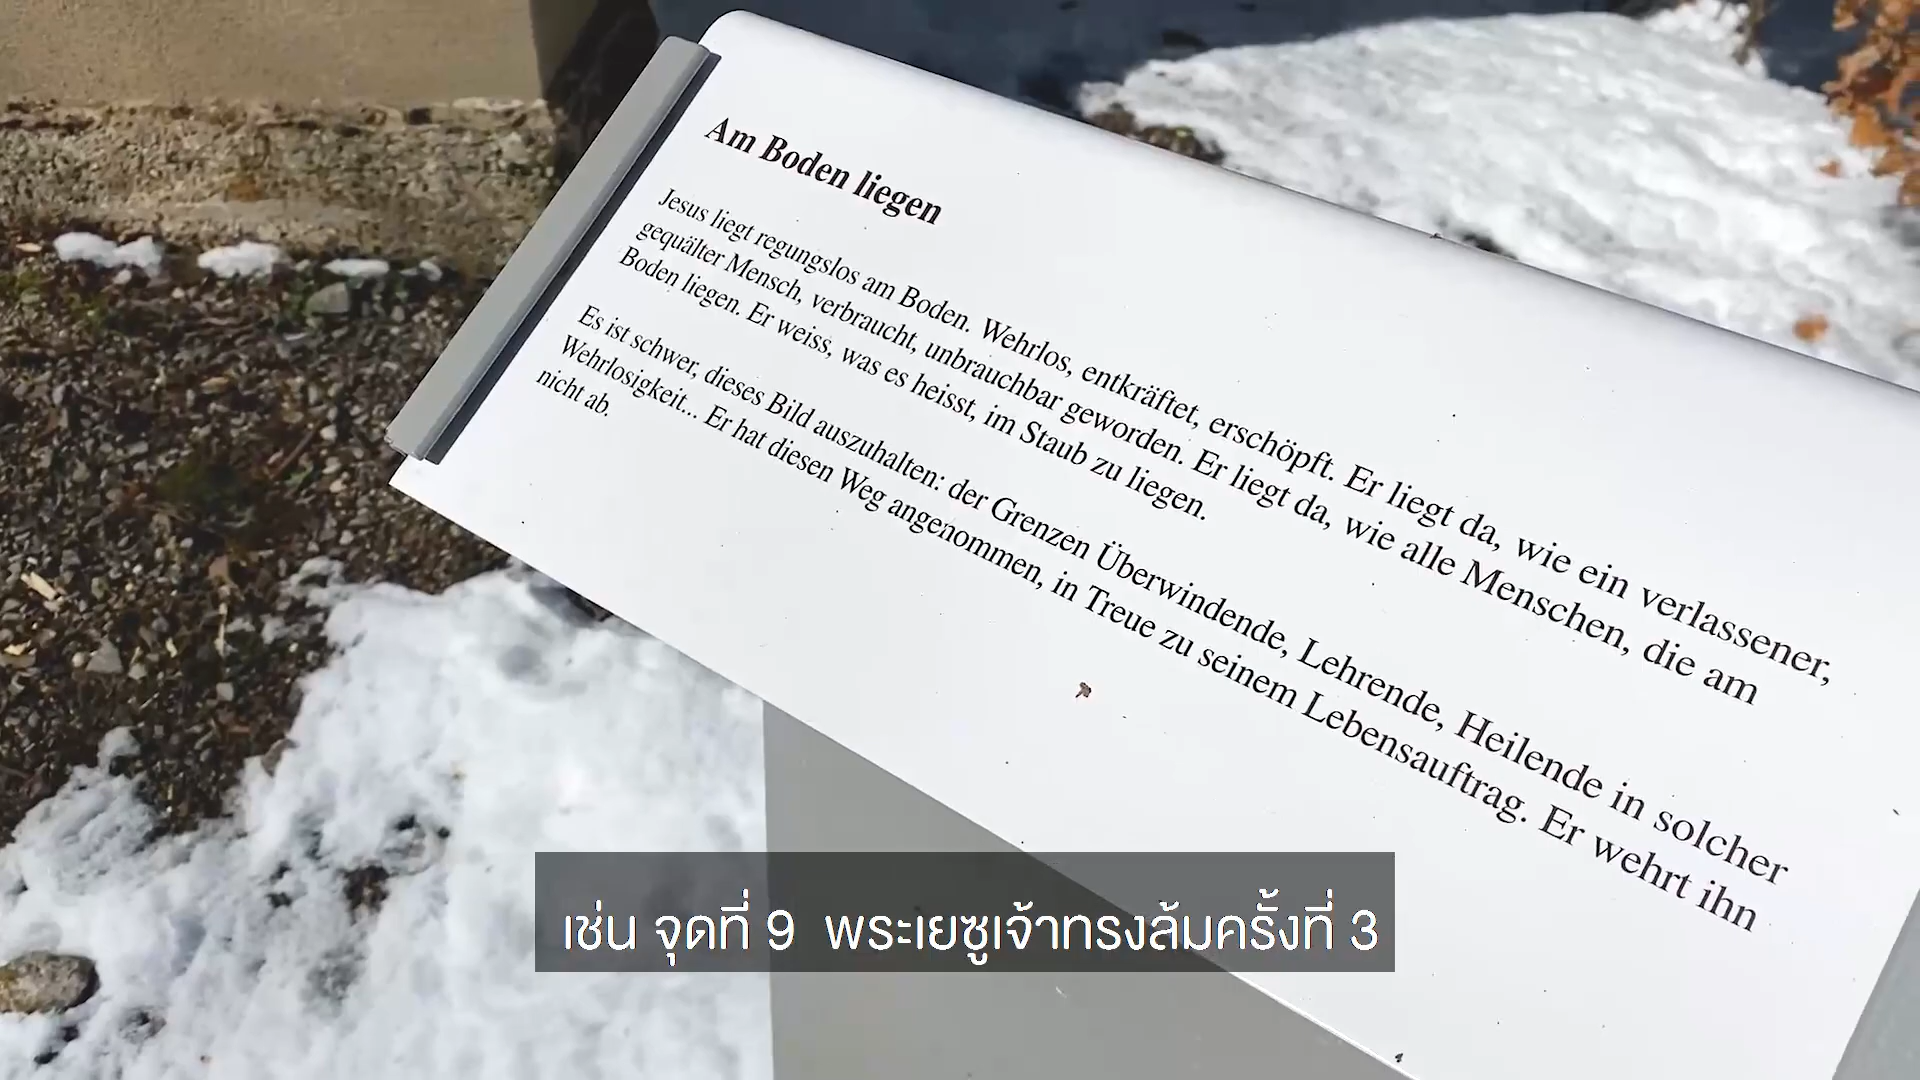 Am Boden liegen
Jesus liegt regungslos am Boden. Wehrlos, entkräftet, erschöpft. Er liegt da, wie ein verlassener,
gequälter Mensch, verbraucht, unbrauchbar geworden. Er liegt da, wie alle Menschen, die am
Boden liegen. Er weiss, was es heisst, im Staub zu liegen.
Es ist schwer, dieses Bild auszuhalten: der Grenzen Überwindende, Lehrende, Heilende in solcher
Wehrlosigkeit... Er hat diesen Weg angenommen, in Treue zu seinem Lebensauftrag. Er wehrt ihn
nicht ab.
เช่น จุดที่ 9 พระเยซูเจ้าทรงล้มครั้งที่ 3